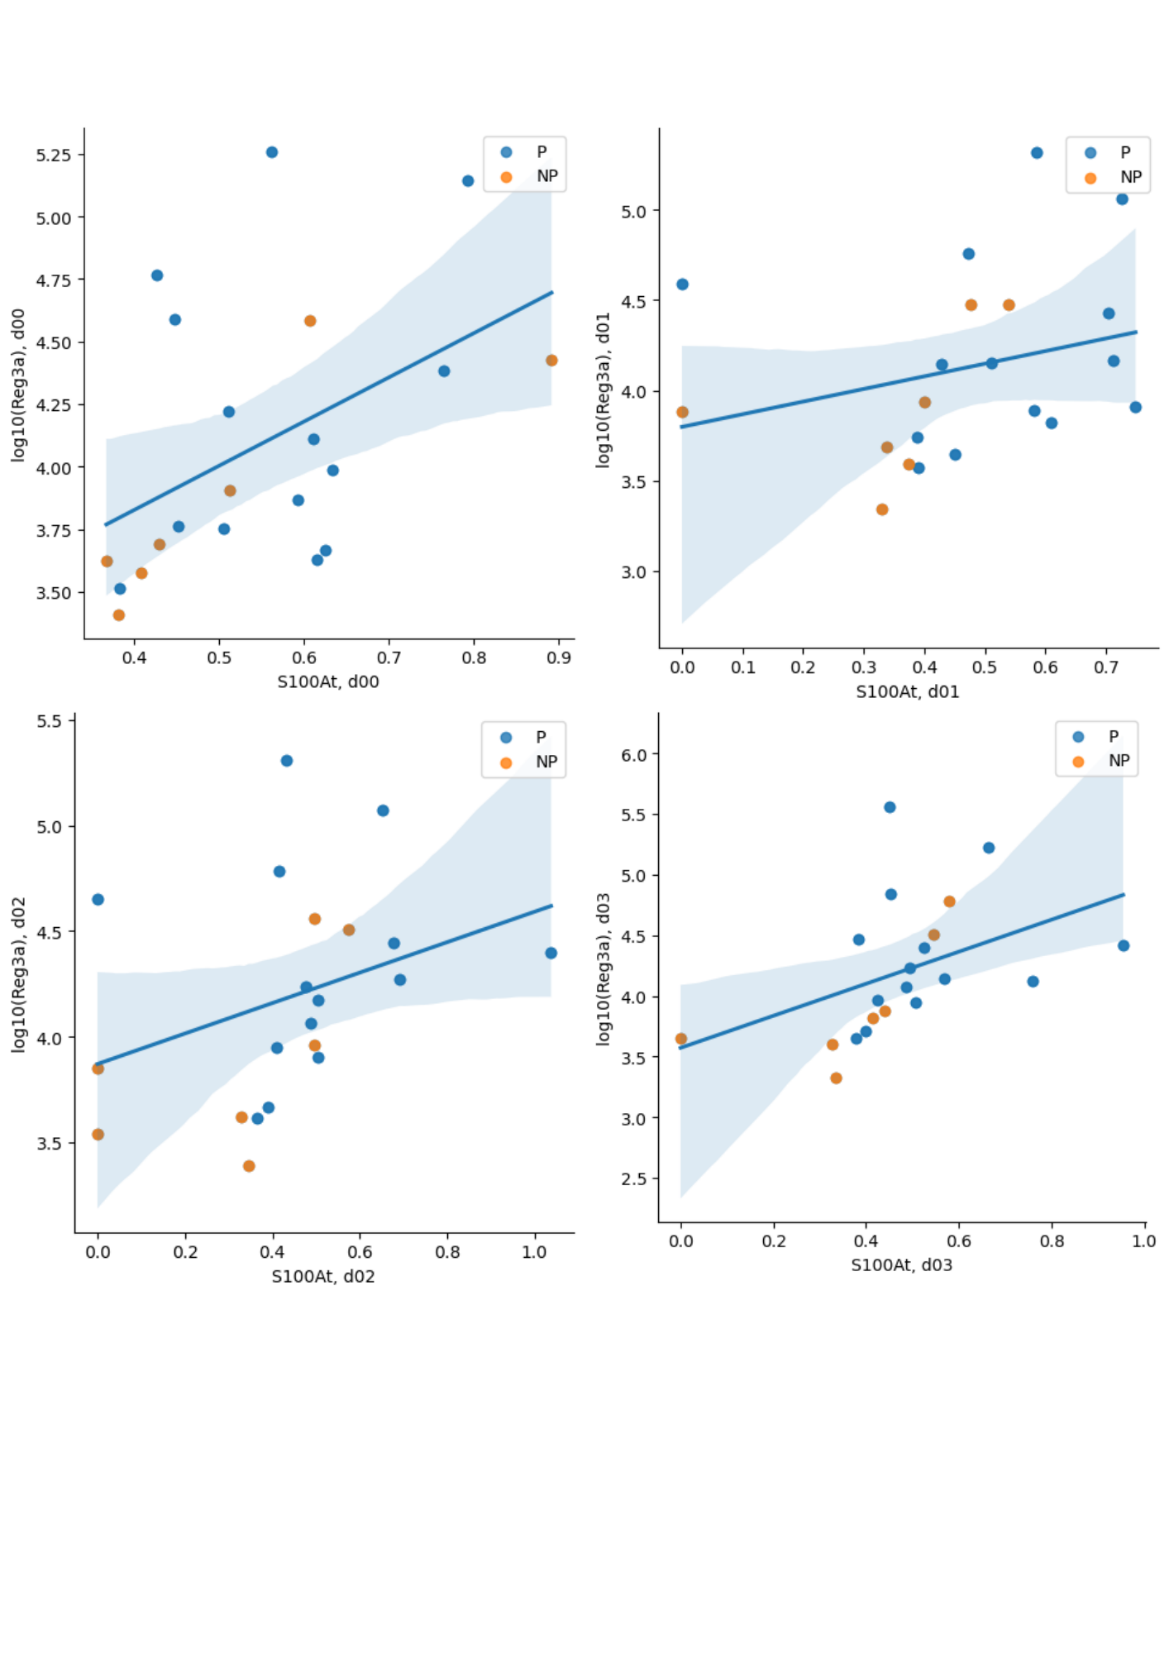 5.25
5.00
4.75
4.50
4.25
4.00
3.75
3.50
log10(Reg3a), d00
P
NP
0.4 0.5 0.6 0.7 0.8 0.9
S100At, d00
5.0
4.5
4.0
3.5
3.0
log10(Reg3a), d01
P
NP
0.0 0.1 0.2 0.3 0.4 0.5 0.6 0.7
S100At, d01
5.5
5.0
4.5
4.0
3.5
log10(Reg3a), d02
P
NP
0.0 0.2 0.4 0.6 0.8 1.0
S100At, d02
6.0
5.5
5.0
4.5
4.0
3.5
3.0
2.5
log10(Reg3a), d03
P
NP
0.0 0.2 0.4 0.6 0.8 1.0
S100At, d03